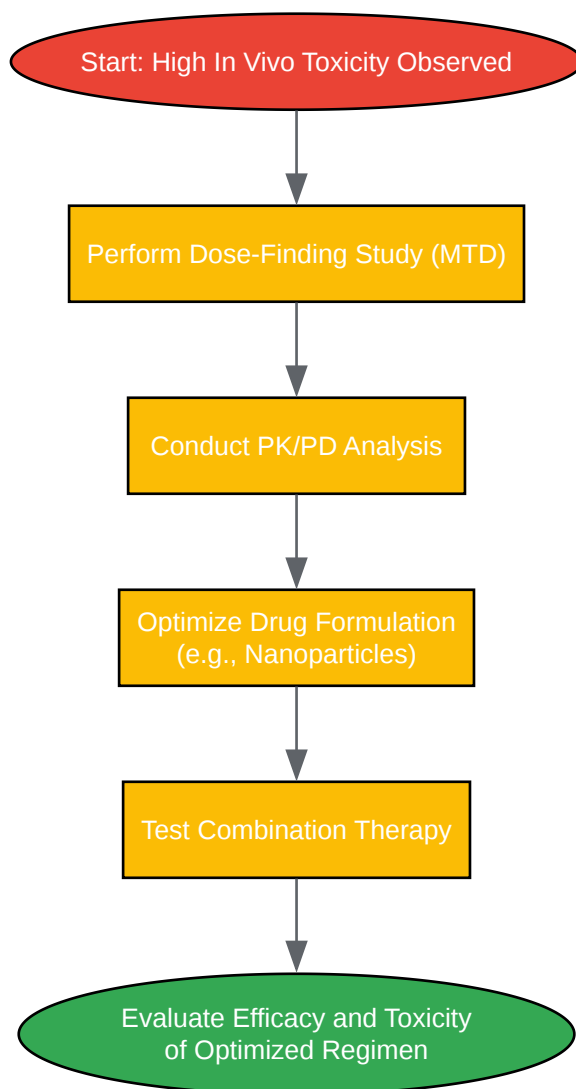 Start: High In Vivo Toxicity Observed
Perform Dose-Finding Study (MTD)
Conduct PK/PD Analysis
Optimize Drug Formulation
(e.g., Nanoparticles)
Test Combination Therapy
Evaluate Efficacy and Toxicity
of Optimized Regimen